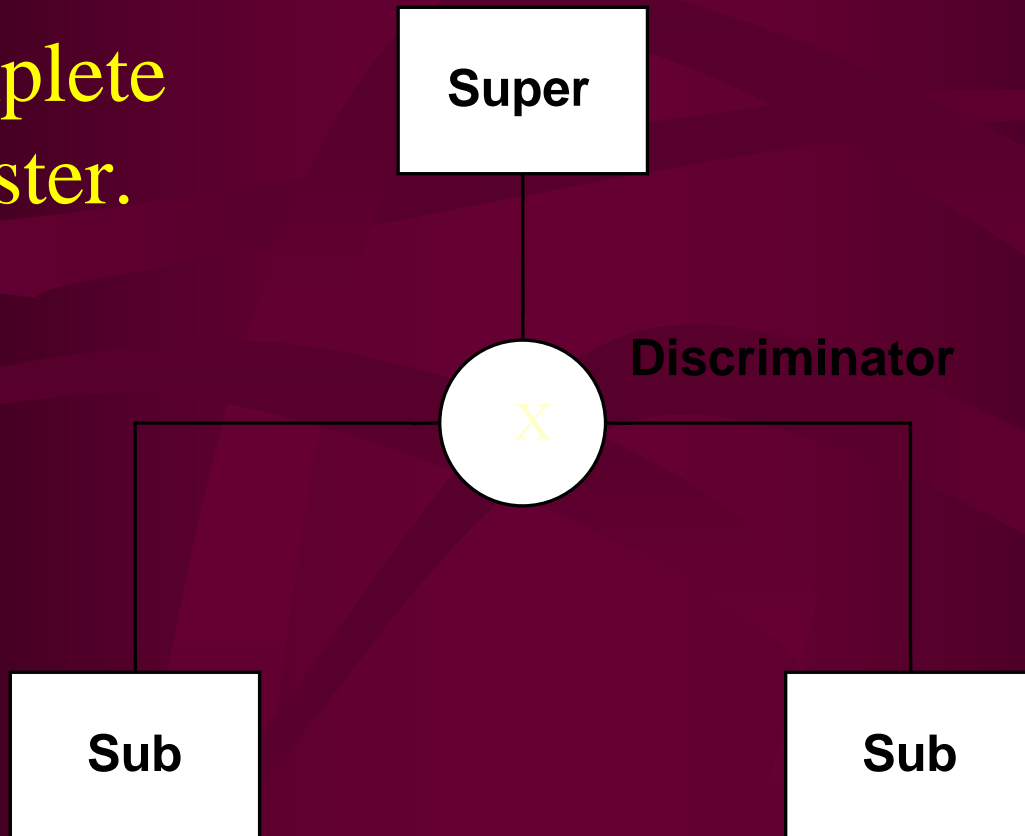 plete
ster.
Super
Discriminator
X
Sub
Sub